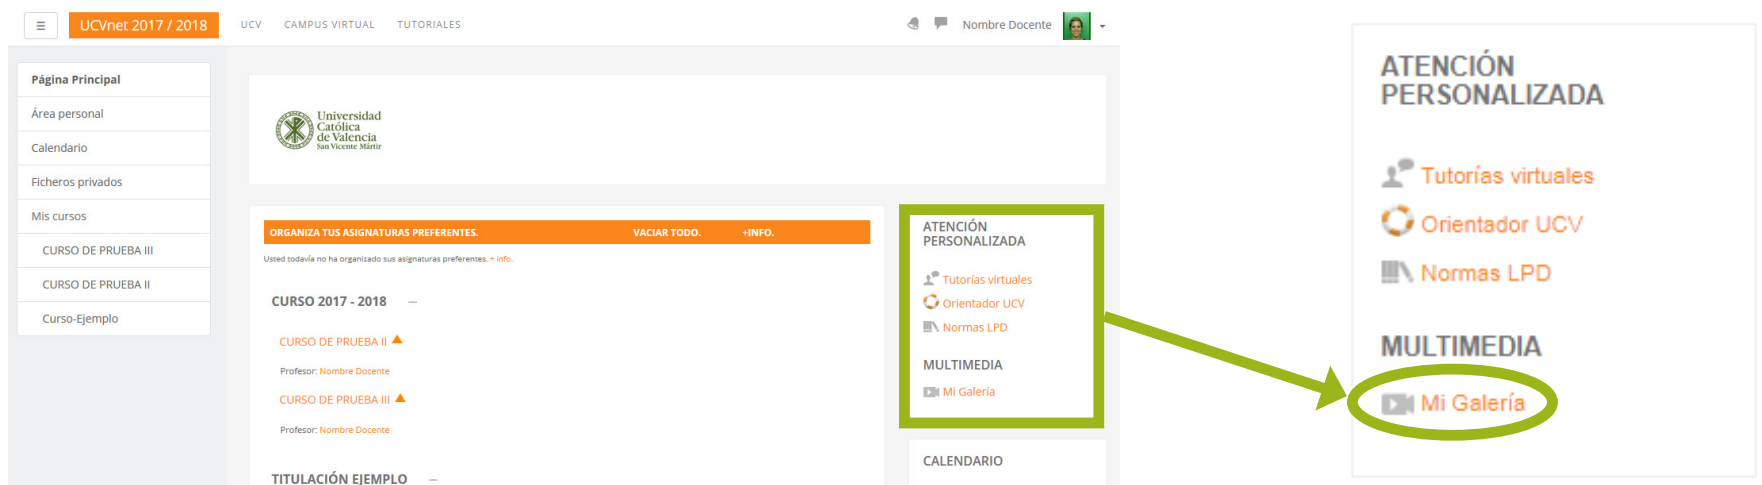 UCVnet 2017 / 2018
UCV CAMPUS VIRTUAL TUTORIALES
Nombre Docente
Página Principal
Área personal
Calendario
Ficheros privados
Mis cursos
CURSO DE PRUEBA III
CURSO DE PRUEBA II
Curso-Ejemplo
Universidad
Católica
de Valencia
San Vicente Mártir
ORGANIZA TUS ASIGNATURAS PREFERENTES. VACIAR TODO. +INFO.
Usted todavía no ha organizado sus asignaturas preferentes. + info.
CURSO 2017 - 2018 —
CURSO DE PRUEBA II
Profesor: Nombre Docente
CURSO DE PRUEBA III
Profesor: Nombre Docente
TITULACIÓN EJEMPLO —
ATENCIÓN
PERSONALIZADA
Tutorías virtuales
Orientador UCV
Normas LPD
MULTIMEDIA
Mi Galería
CALENDARIO
ATENCIÓN
PERSONALIZADA
Tutorías virtuales
Orientador UCV
Normas LPD
MULTIMEDIA
Mi Galería